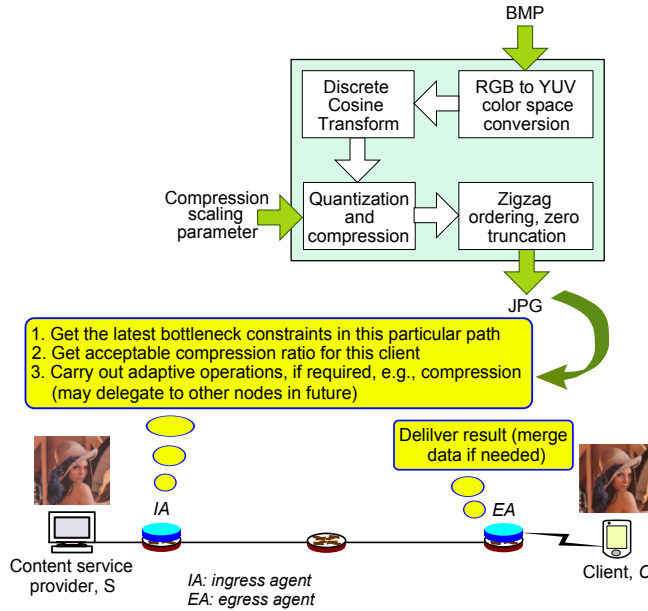 BMP
Discrete
Cosine
Transform
RGB to YUV
color space
conversion
Compression
scaling
parameter
Quantization
and
compression
Zigzag
ordering, zero
truncation
JPG
1. Get the latest bottleneck constraints in this particular path
2. Get acceptable compression ratio for this client
3. Carry out adaptive operations, if required, e.g., compression
(may delegate to other nodes in future)
Delilver result (merge
data if needed)
IA
EA
Content service
provider, S
IA: ingress agent
EA: egress agent
Client, C